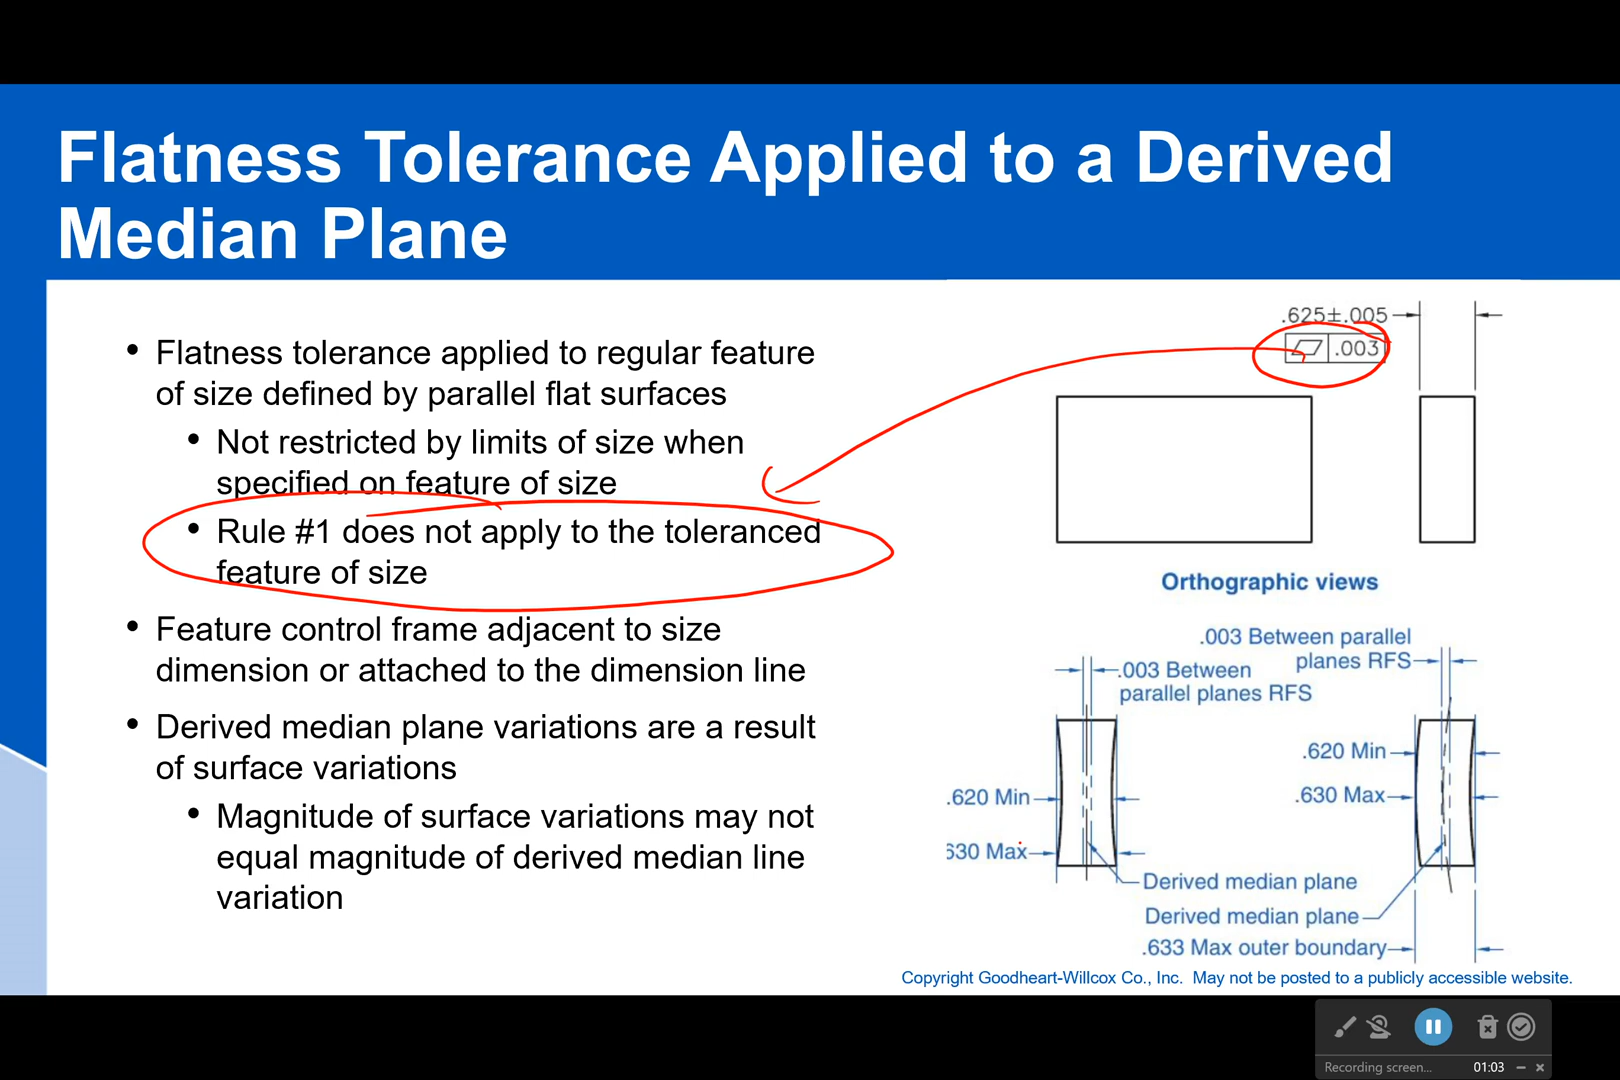 Flatness Tolerance Applied to a Derived
Median Plane
• Flatness tolerance applied to regular feature
of size defined by parallel flat surfaces
• Not restricted by limits of size when
specified on feature of size
• Rule #1 does not apply to the toleranced
feature of size
• Feature control frame adjacent to size
dimension or attached to the dimension line
• Derived median plane variations are a result
of surface variations
• Magnitude of surface variations may not
equal magnitude of derived median line
variation
.625±.005
⏥ .003
Orthographic views
.003 Between
parallel planes RFS
.620 Min
630 Max
Derived median plane
.003 Between parallel
planes RFS
.620 Min
.630 Max
Derived median plane
.633 Max outer boundary
Copyright Goodheart-Willcox Co., Inc. May not be posted to a publicly accessible website.
Recording screen... 01:03